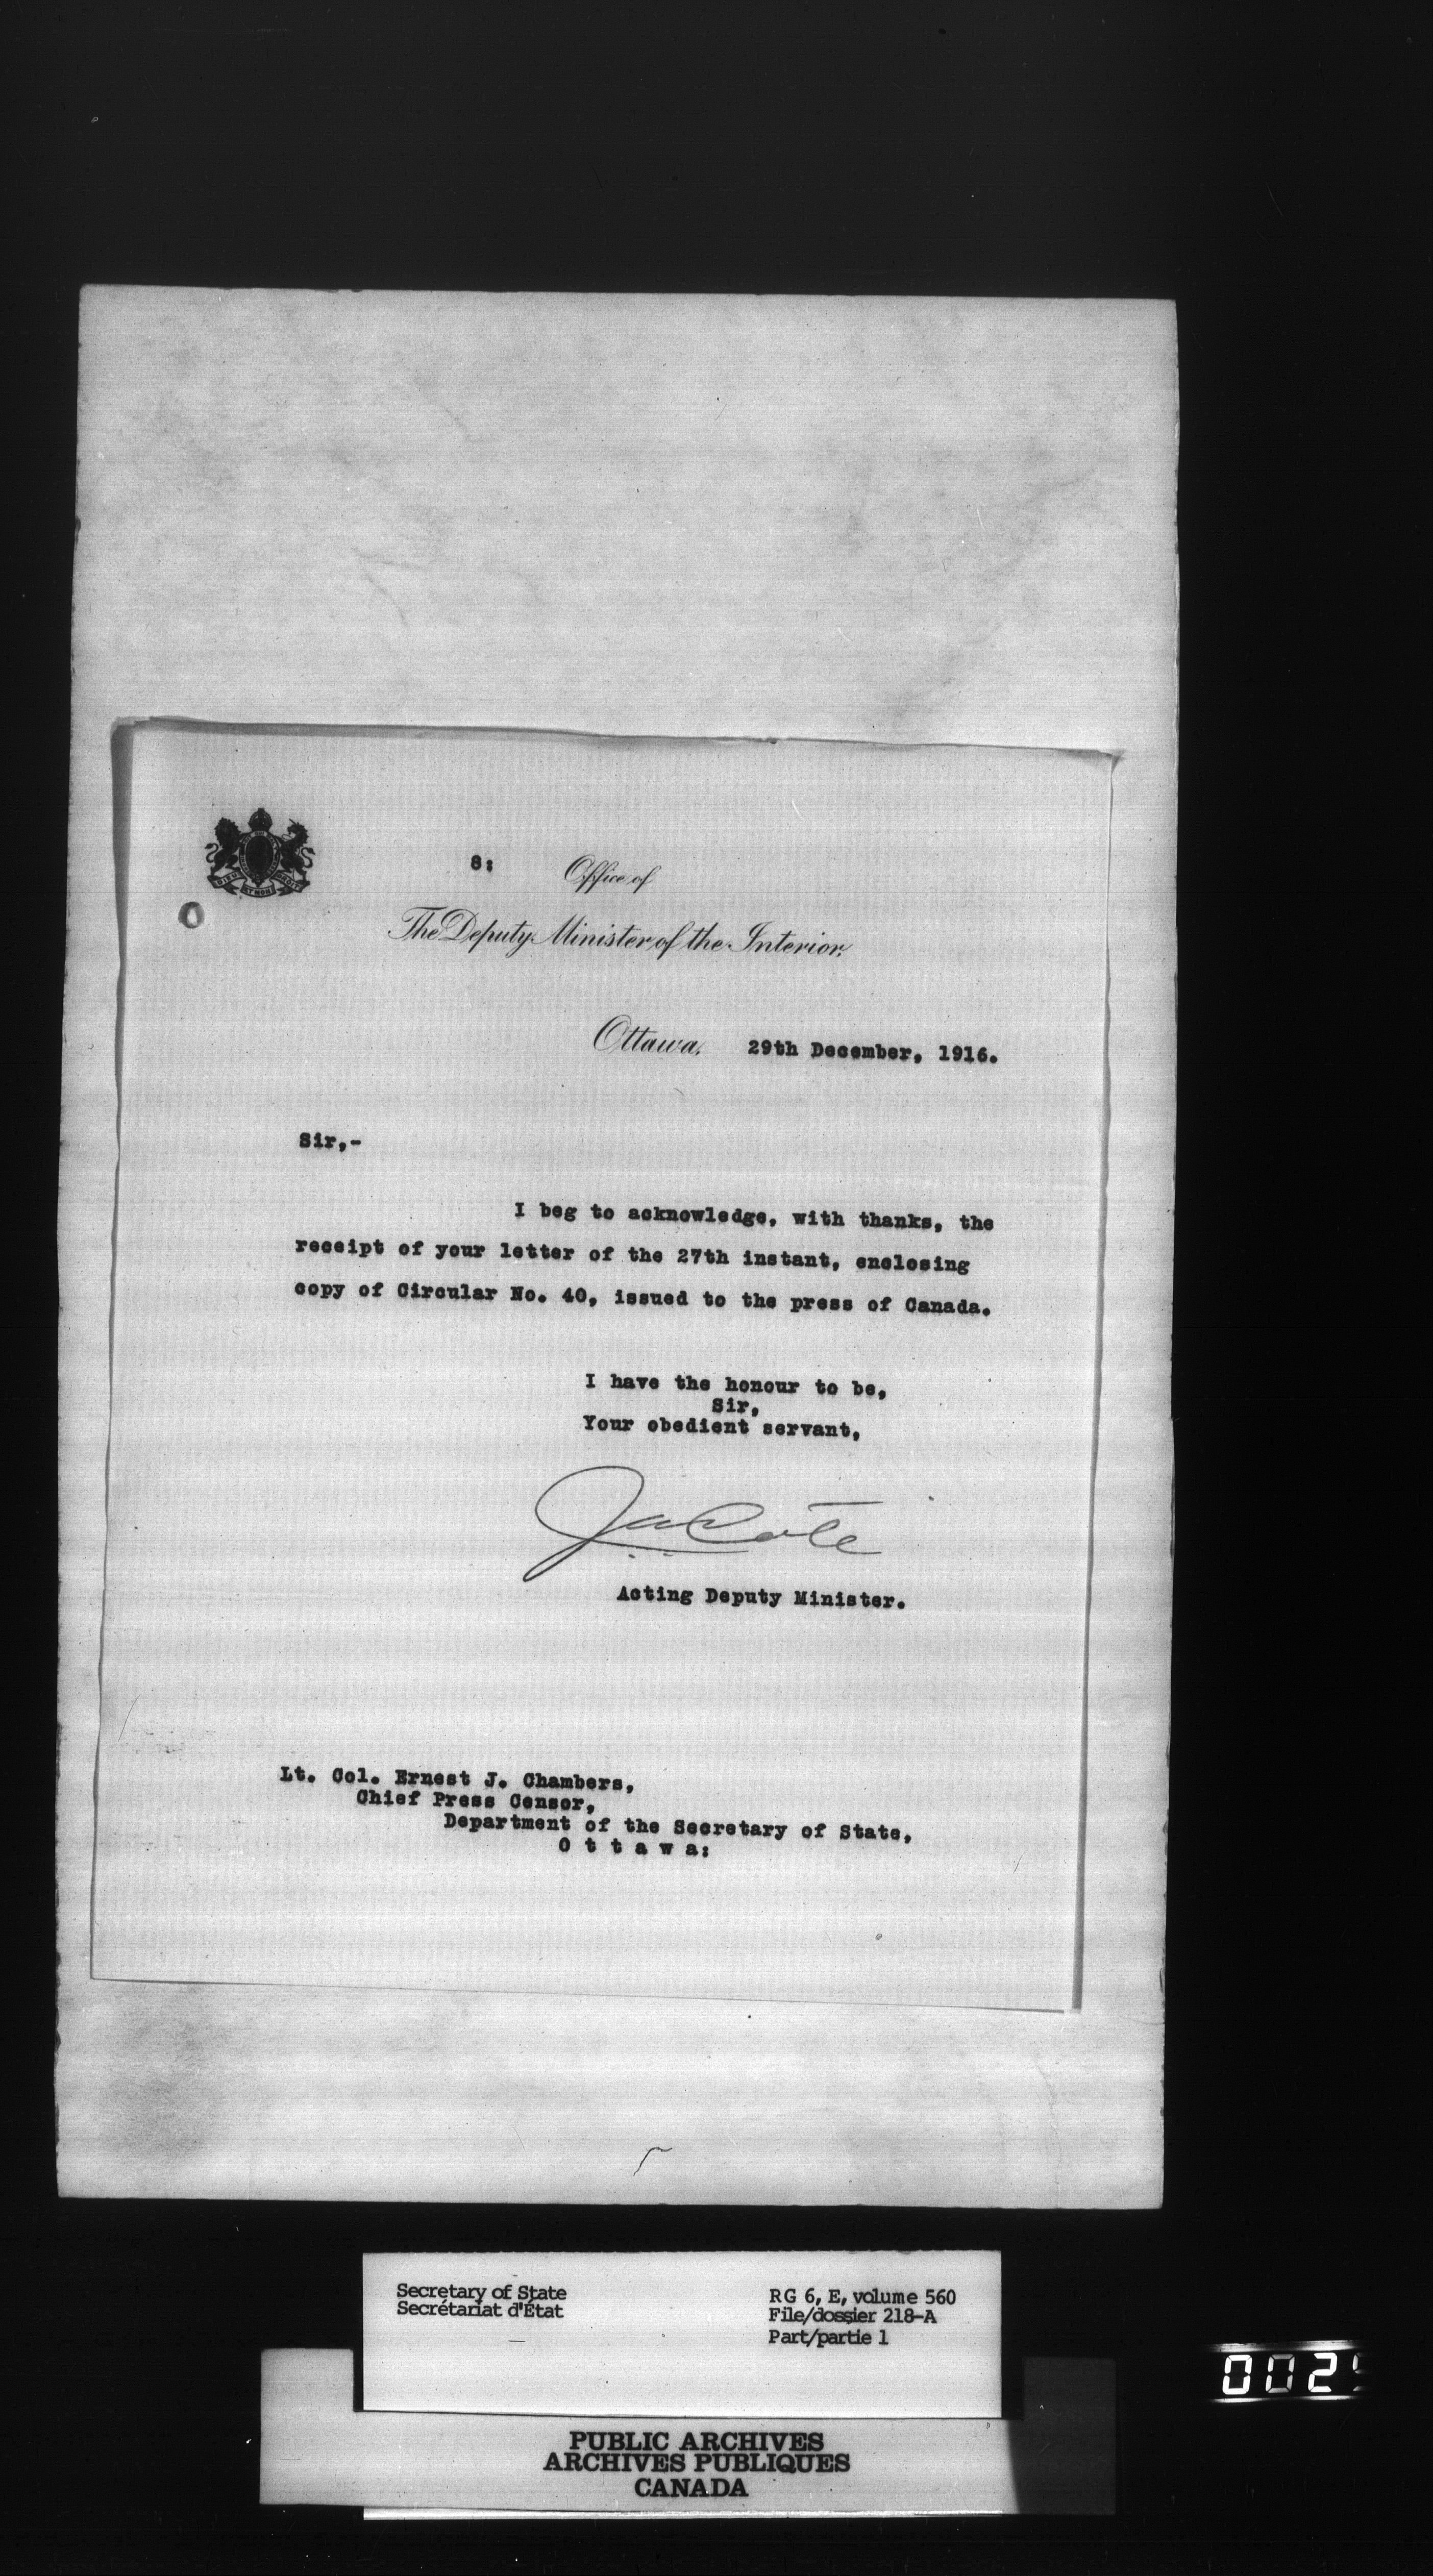 8:
Office of
The Deputy Minister of the Interior,
Ottawa, 29th December, 1916.
Sir,-
I beg to acknowledge, with thanks, the
receipt of your letter of the 27th instant, enclosing
copy of Circular No. 40, issued to the press of Canada.
I have the honour to be,
Sir,
Your obedient servant,
Acting Deputy Minister.
Lt. Col. Ernest J. Chambers,
Chief Press Censor,
Department of the Secretary of State,
O t t a w a:
Secretary of State
Secrétariat d'État
RG 6, E, volume 560
File/dossier 218-A
Part/partie 1
002
PUBLIC ARCHIVES
ARCHIVES PUBLIQUES
CANADA